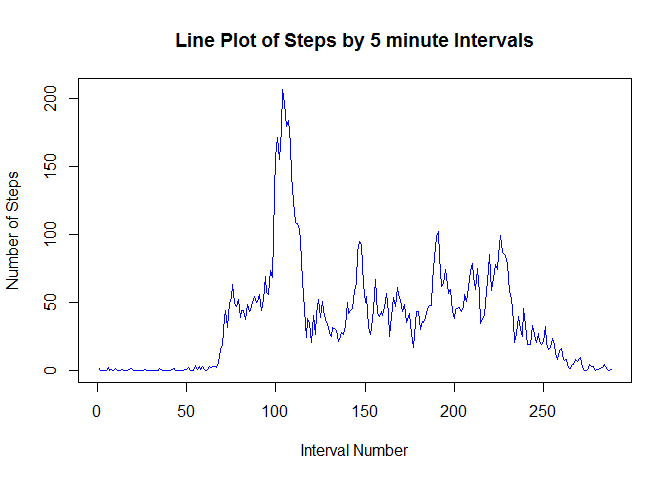 Line Plot of Steps by 5 minute Intervals
Number of Steps
200
150
100
50
0
0 50 100 150 200 250
Interval Number